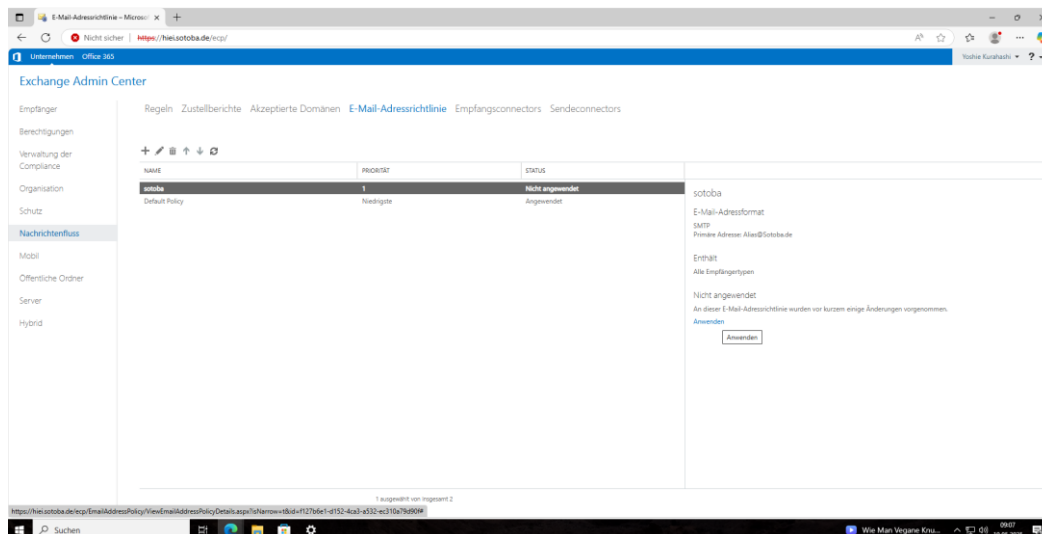 E-Mail-Adressrichtlinie – Microso
Nicht sicher https://hiei.sotoba.de/ecp/
Unternehmen Office 365 Yoshie Kurahashi ?
Exchange Admin Center
Empfänger
Berechtigungen
Verwaltung der
Compliance
Organisation
Schutz
Nachrichtenfluss
Mobil
Öffentliche Ordner
Server
Hybrid
Regeln Zustellberichte Akzeptierte Domänen E-Mail-Adressrichtlinie Empfangsconnectors Sendeconnectors
NAME PRIORITÄT STATUS
sotoba 1 Nicht angewendet
Default Policy Niedrigste Angewendet
sotoba
E-Mail-Adressformat
SMTP
Primäre Adresse: Alias@Sotoba.de
Enthält
Alle Empfängertypen
Nicht angewendet
An dieser E-Mail-Adressrichtlinie wurden vor kurzem einige Änderungen vorgenommen.
Anwenden
Anwenden
1 ausgewählt von insgesamt 2
https://hiei.sotoba.de/ecp/EmailAddressPolicy/ViewEmailAddressPolicyDetails.aspx?isNarrow=t&id=f127b6e1-d152-4ca3-a532-ec310a79d90f#
Suchen Wie Man Vegane Knu... 09:07